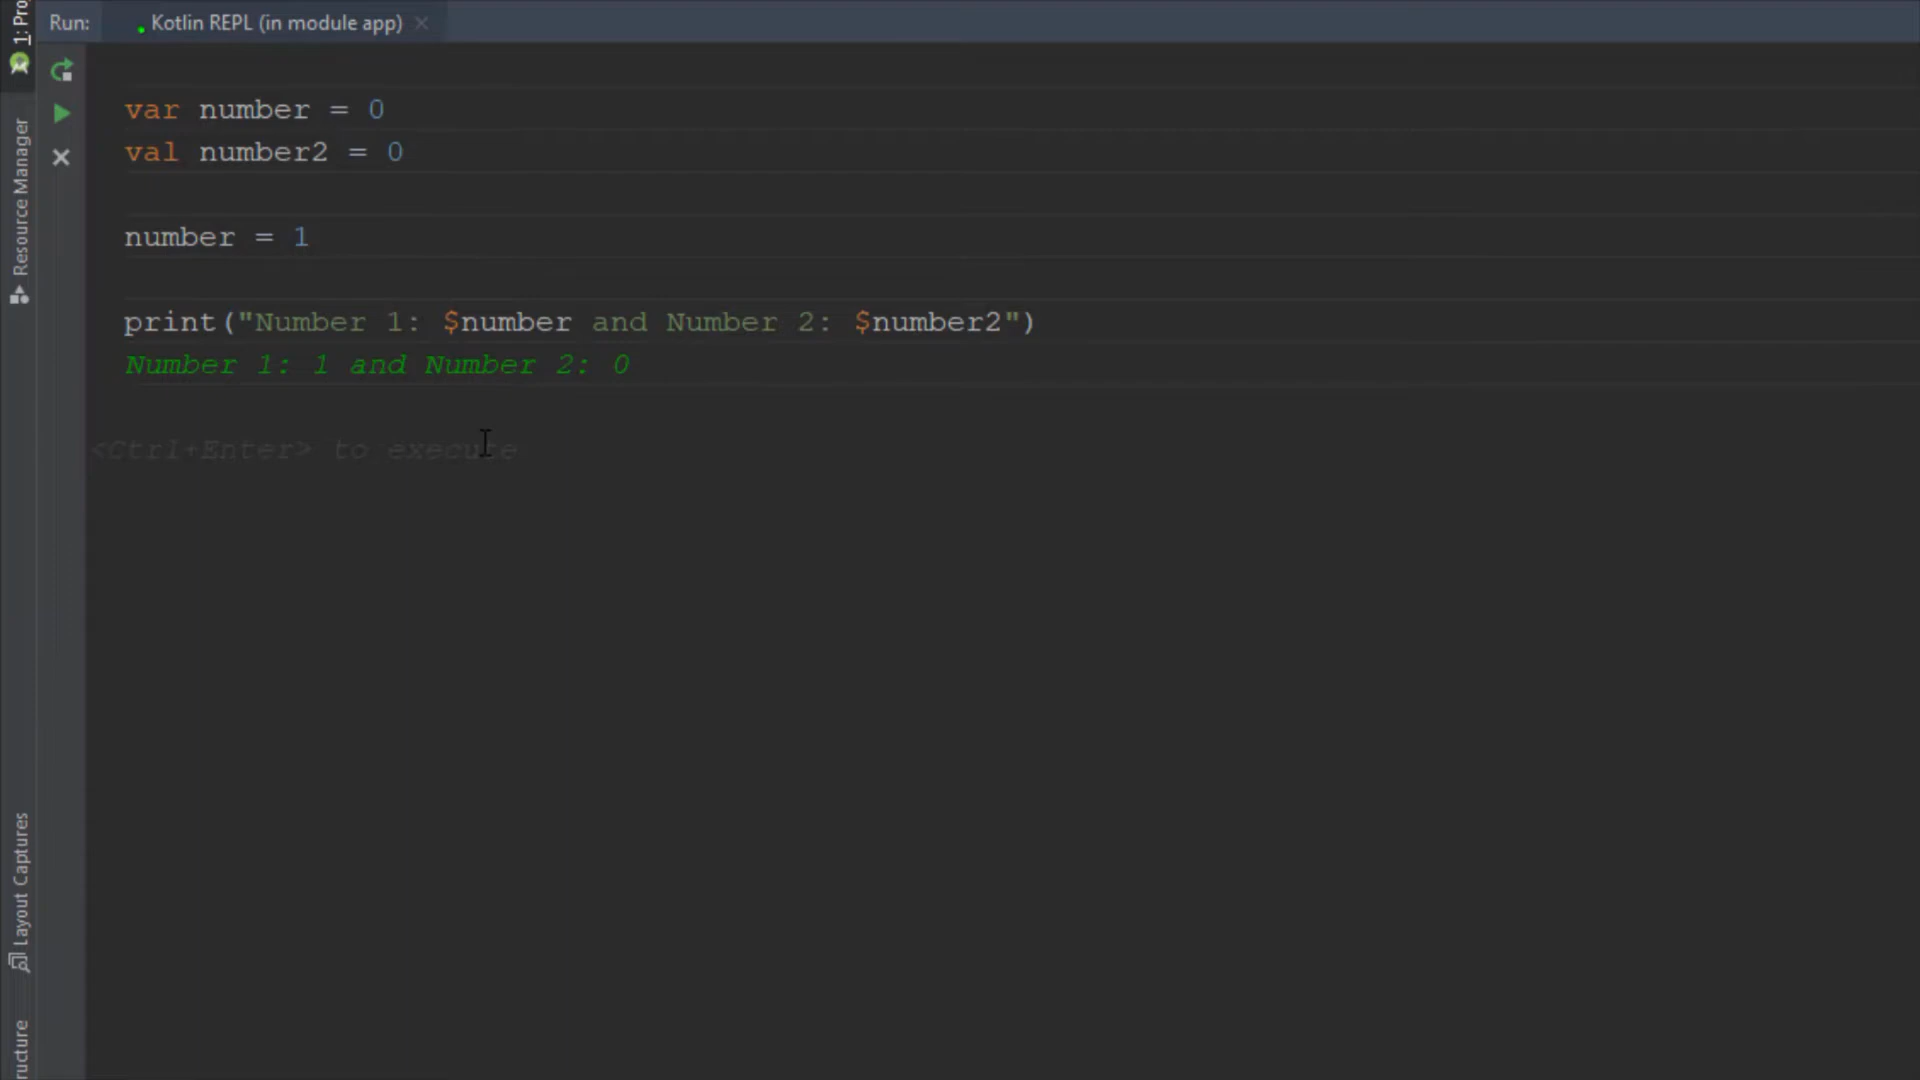 Run: Kotlin REPL (in module app)
1: Pro
Resource Manager
Layout Captures
ructure
var number = 0
val number2 = 0
number = 1
print("Number 1: $number and Number 2: $number2")
Number 1: 1 and Number 2: 0
<Ctrl+Enter> to execute